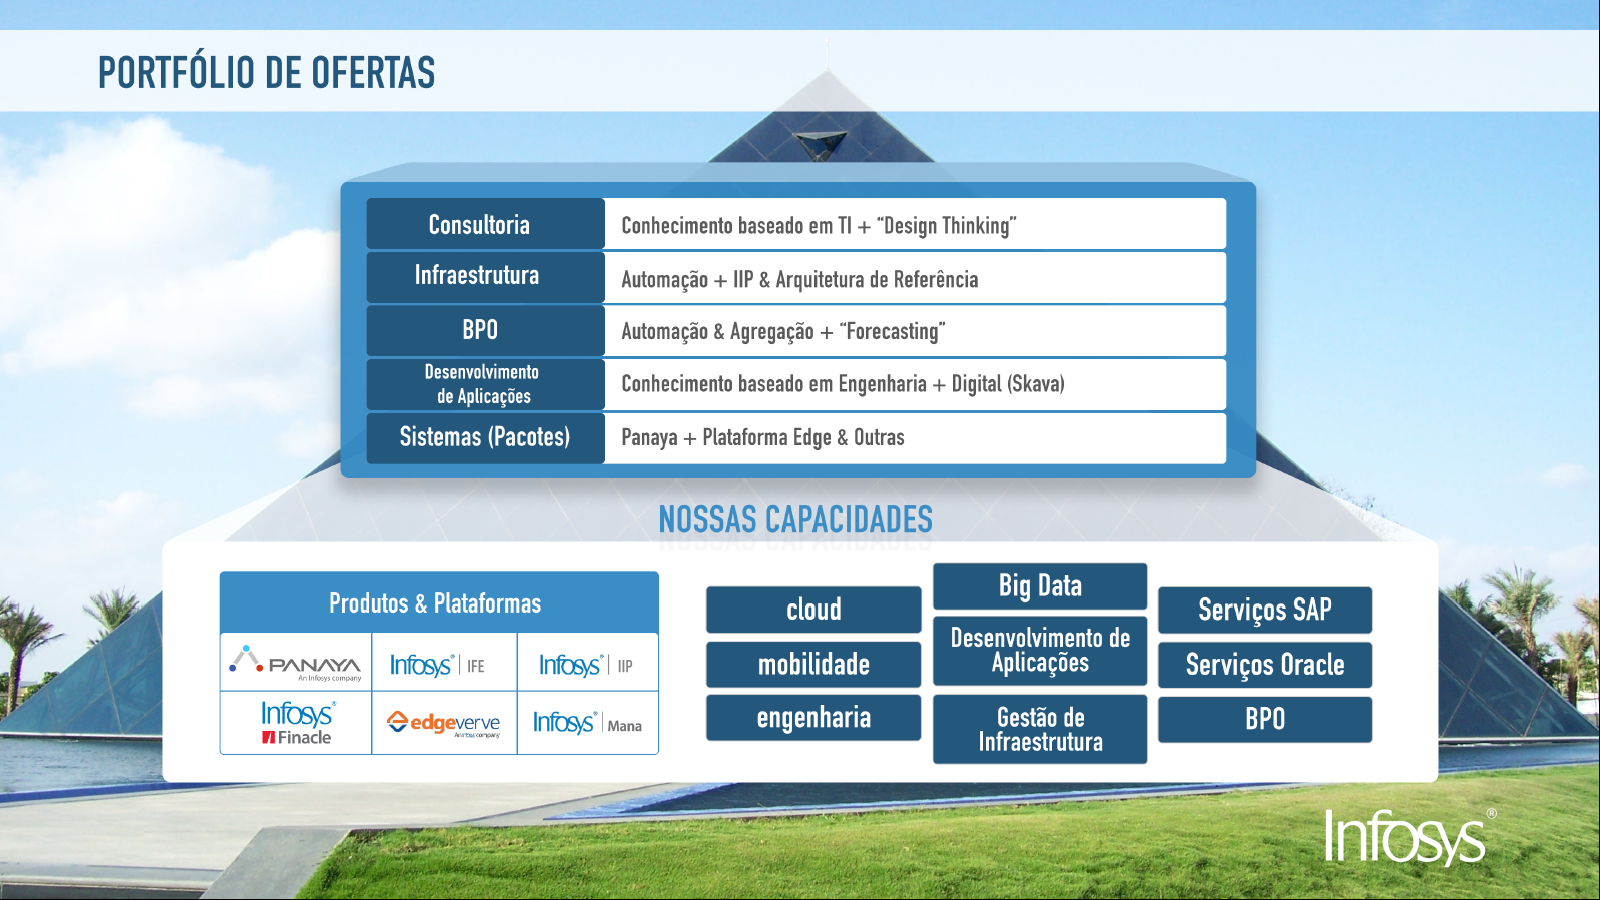 PORTFÓLIO DE OFERTAS
Consultoria
Conhecimento baseado em TI + “Design Thinking”
Infraestrutura
Automação + IIP & Arquitetura de Referência
BPO
Automação & Agregação + “Forecasting”
Desenvolvimento
de Aplicações
Conhecimento baseado em Engenharia + Digital (Skava)
Sistemas (Pacotes)
Panaya + Plataforma Edge & Outras
NOSSAS CAPACIDADES
Produtos & Plataformas
PANAYA
An Infosys company
Infosys® | IFE
Infosys® | IIP
Infosys®
Finacle
edgeverve
An Infosys company
Infosys® | Mana
cloud
mobilidade
engenharia
Big Data
Desenvolvimento de
Aplicações
Gestão de
Infraestrutura
Serviços SAP
Serviços Oracle
BPO
Infosys®